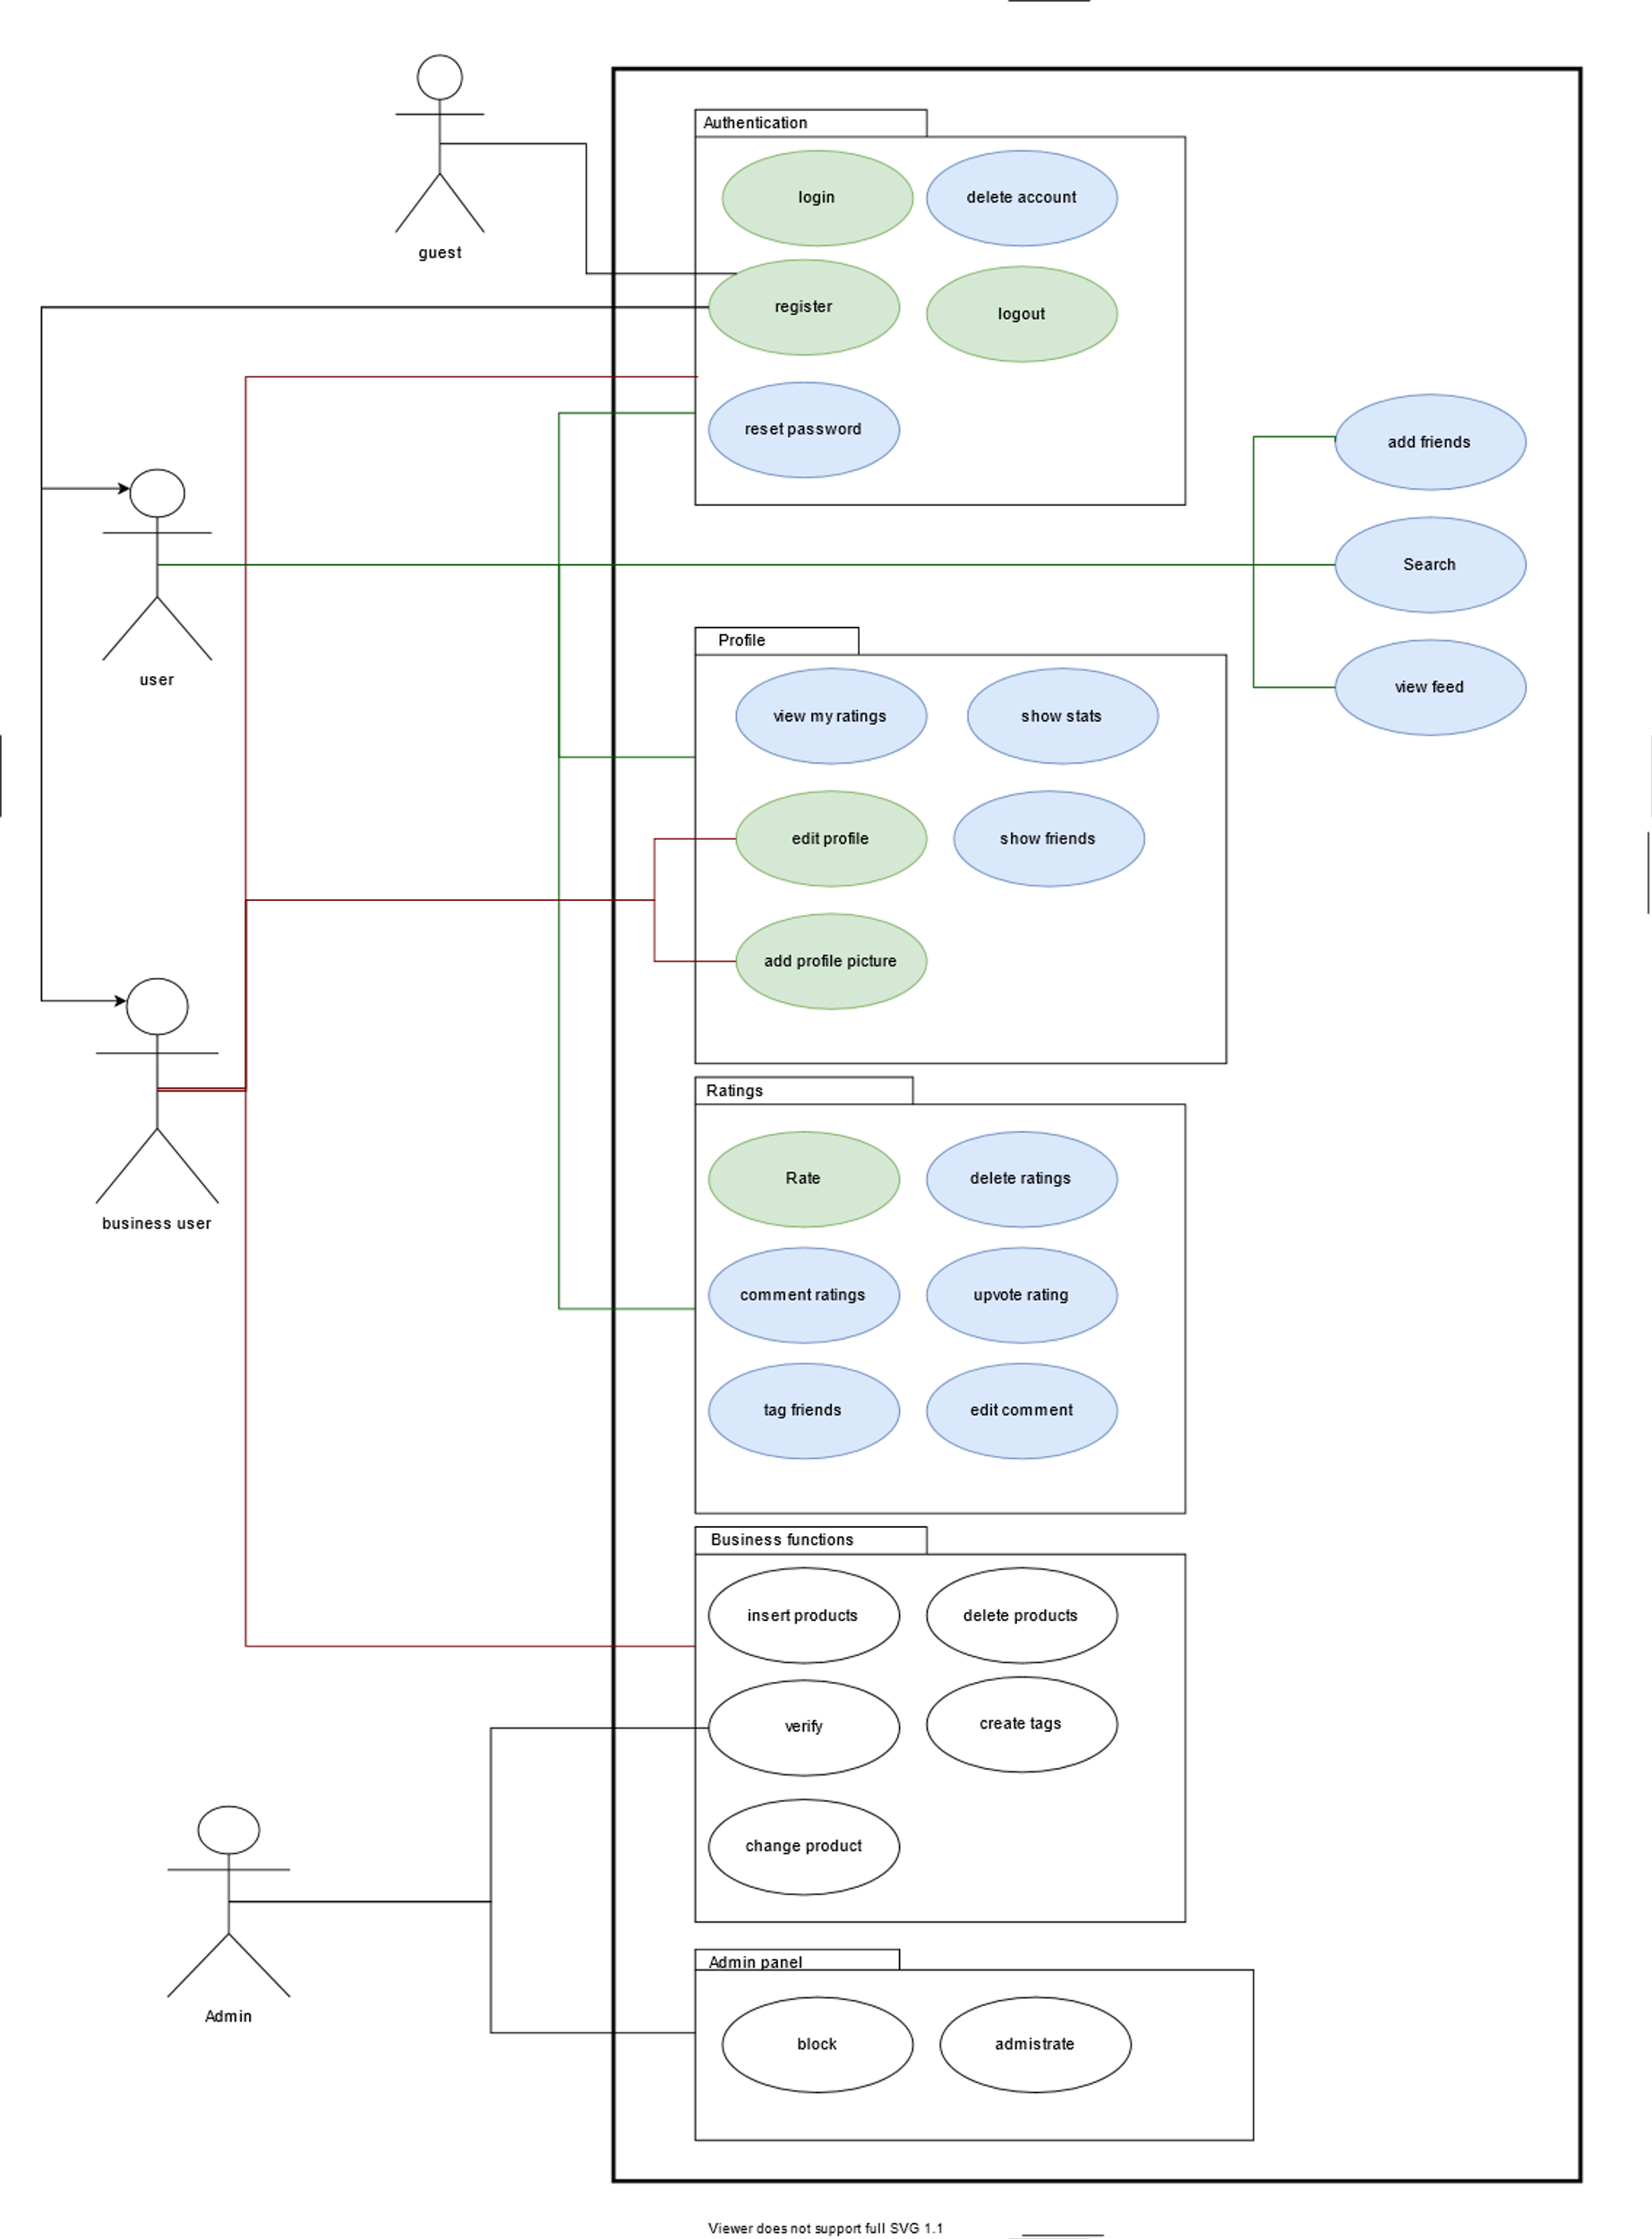 guest
Authentication
login
delete account
register
logout
reset password
add friends
Search
view feed
user
Profile
view my ratings
show stats
edit profile
show friends
add profile picture
business user
Ratings
Rate
delete ratings
comment ratings
upvote rating
tag friends
edit comment
Business functions
insert products
delete products
verify
create tags
change product
Admin
Admin panel
block
admistrate
Viewer does not support full SVG 1.1